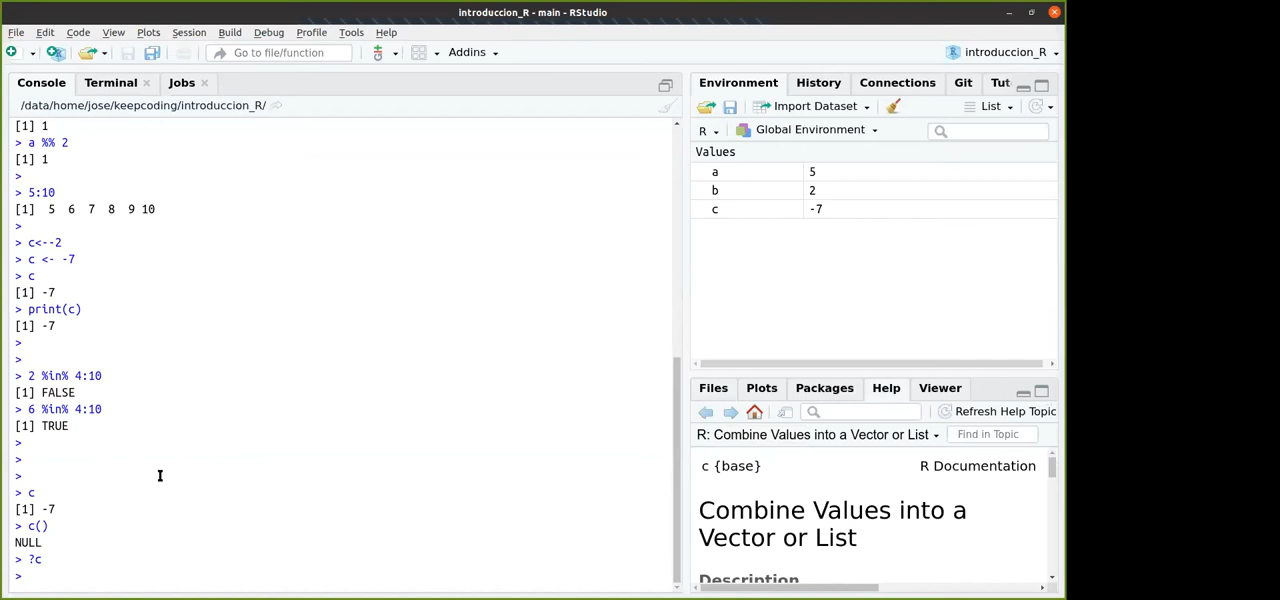 introduccion_R - main - RStudio
File Edit Code View Plots Session Build Debug Profile Tools Help
Go to file/function Addins introduccion_R
Console Terminal Jobs
/data/home/jose/keepcoding/introduccion_R/
[1] 1
> a %% 2
[1] 1
>
> 5:10
[1]  5  6  7  8  9 10
>
> c<--2
> c <- -7
> c
[1] -7
> print(c)
[1] -7
>
>
> 2 %in% 4:10
[1] FALSE
> 6 %in% 4:10
[1] TRUE
>
>
>
> c
[1] -7
> c()
NULL
> ?c
>
Environment History Connections Git Tut
Import Dataset List
R Global Environment
Values
a 5
b 2
c -7
Files Plots Packages Help Viewer
Refresh Help Topic
R: Combine Values into a Vector or List Find in Topic
c {base} R Documentation
Combine Values into a
Vector or List
Description